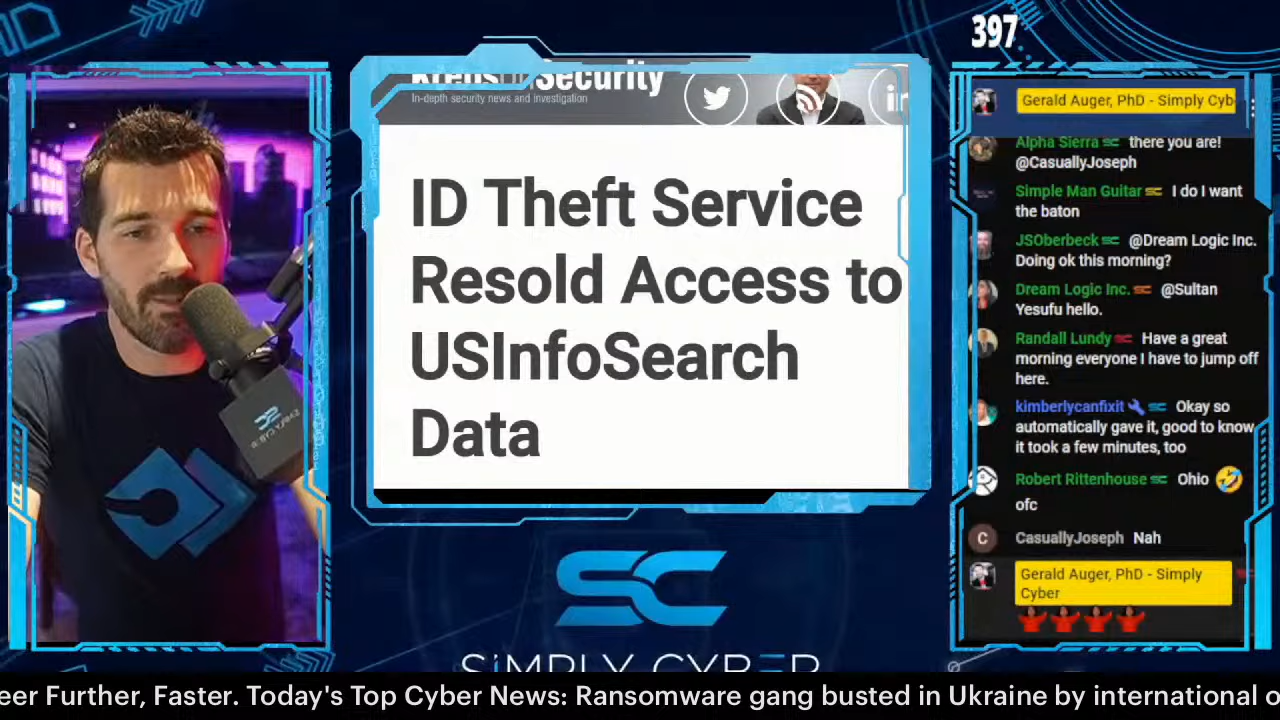 397
KrebsOnSecurity
In-depth security news and investigation
in
ID Theft Service
Resold Access to
USInfoSearch
Data
SC
SIMPLY CYBER
Gerald Auger, PhD - Simply Cyb
Alpha Sierra there you are!
@CasuallyJoseph
Simple Man Guitar I do I want
the baton
JSOberbeck @Dream Logic Inc.
Doing ok this morning?
Dream Logic Inc. @Sultan
Yesufu hello.
Randall Lundy Have a great
morning everyone I have to jump off
here.
kimberlycanfixit Okay so
automatically gave it, good to know
it took a few minutes, too
Robert Rittenhouse Ohio 🤣
ofc
C
CasuallyJoseph Nah
Gerald Auger, PhD - Simply
Cyber
eer Further, Faster. Today's Top Cyber News: Ransomware gang busted in Ukraine by international o